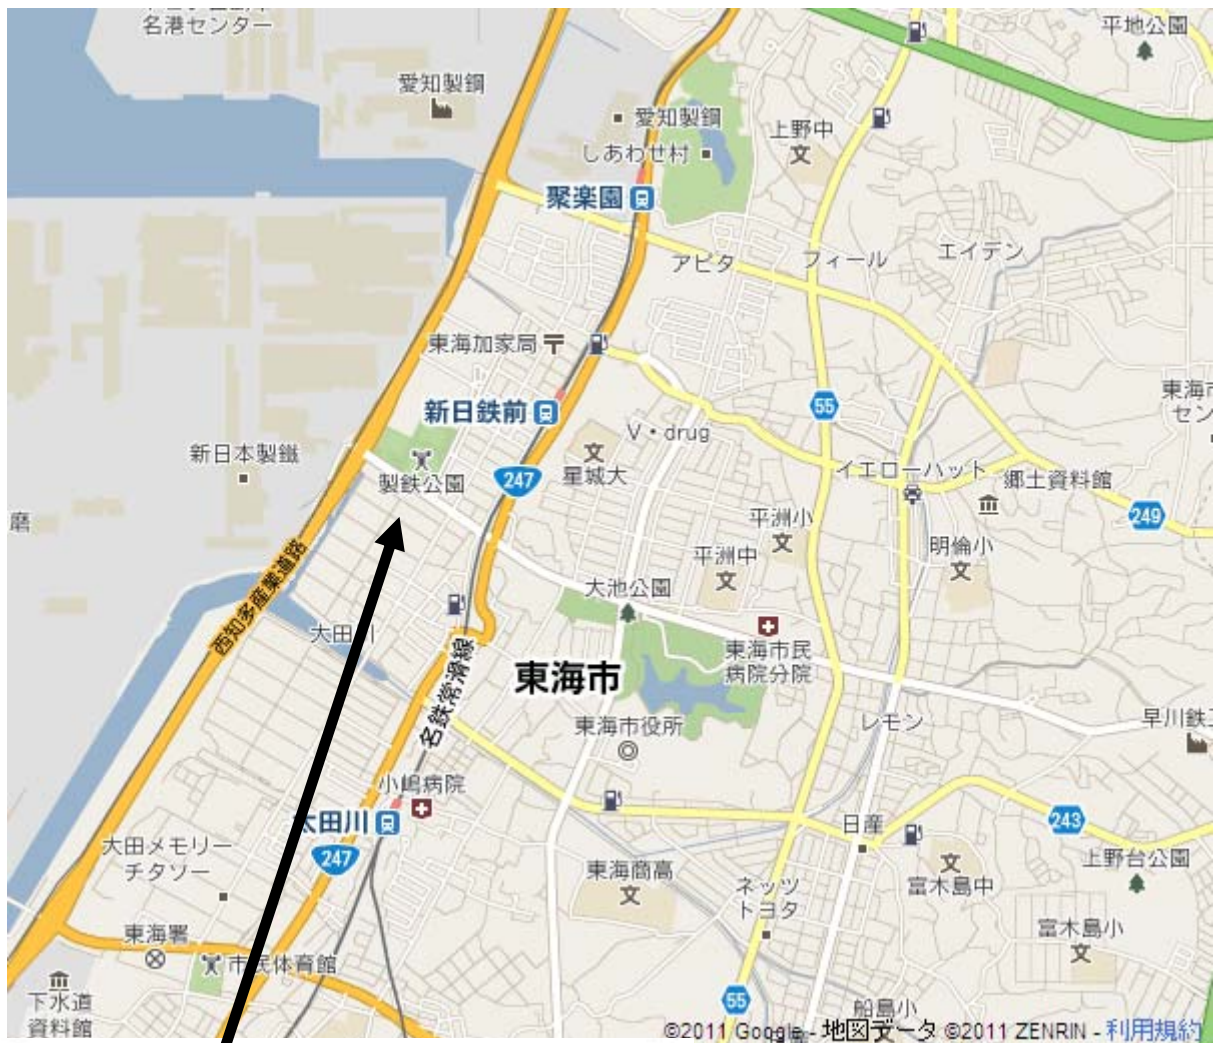 名港センター
平地公園
愛知製鋼
愛知製鋼
しあわせ村
上野中
聚楽園
アピタ
フィール
エイデン
東海加家局
新日鉄前
55
東海市
セン
V・drug
新日本製鐵
製鉄公園
247
星城大
イエローハット
郷土資料館
磨
平洲小
249
平洲中
明倫小
西知多産業道路
大池公園
大田川
東海市民
病院分院
名鉄常滑線
東海市
東海市役所
レモン
早川鉄工
小嶋病院
太田川
日産
243
大田メモリー
チタソー
247
東海商高
上野台公園
ネッツ
トヨタ
富木島中
東海署
富木島小
市民体育館
下水道
資料館
55
船島小
©2011 Google - 地図データ ©2011 ZENRIN - 利用規約